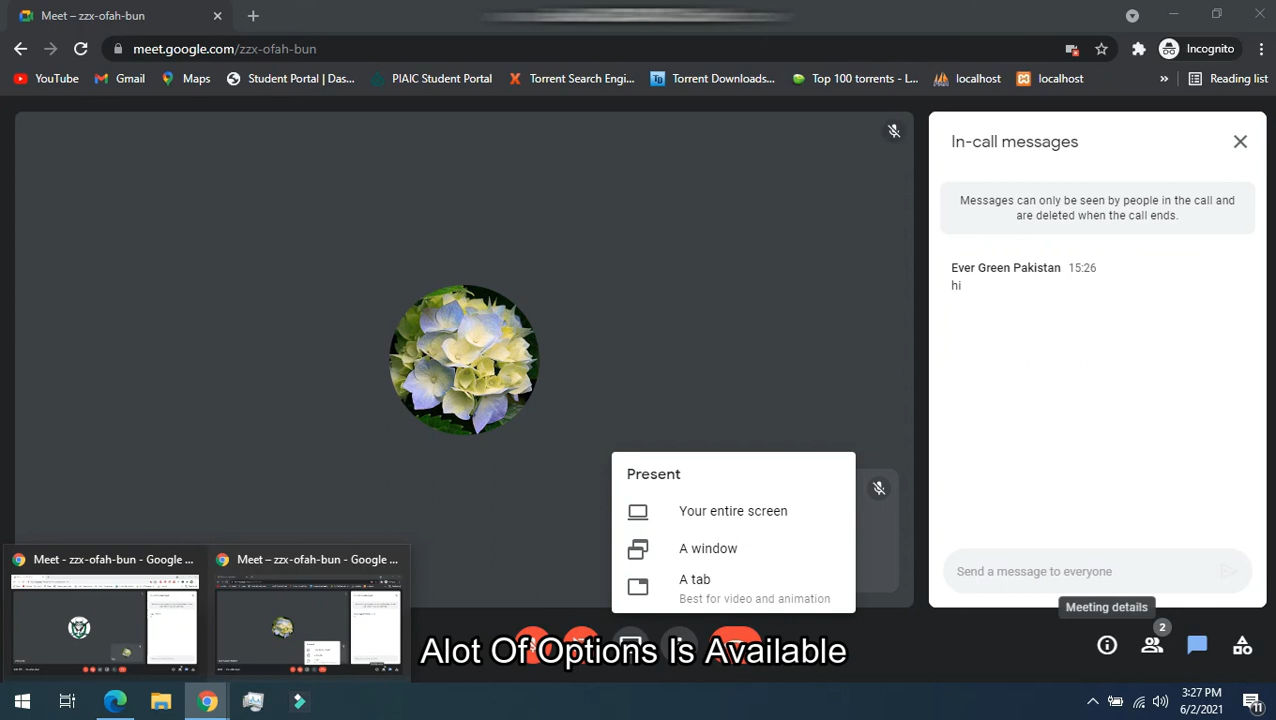 Meet – zzx-ofah-bun
meet.google.com/zzx-ofah-bun
Incognito
YouTube
Gmail
Maps
Student Portal | Das...
PIAIC Student Portal
Torrent Search Engi...
Torrent Downloads...
Top 100 torrents - L...
localhost
localhost
»
Reading list
In-call messages
Messages can only be seen by people in the call and
are deleted when the call ends.
Ever Green Pakistan 15:26
hi
Present
Your entire screen
A window
A tab
Best for video and animation
Send a message to everyone
Meeting details
2
Meet - zzx-ofah-bun - Google ...
Meet – zzx-ofah-bun - Google ...
Alot Of Options Is Available
3:27 PM
6/2/2021
11